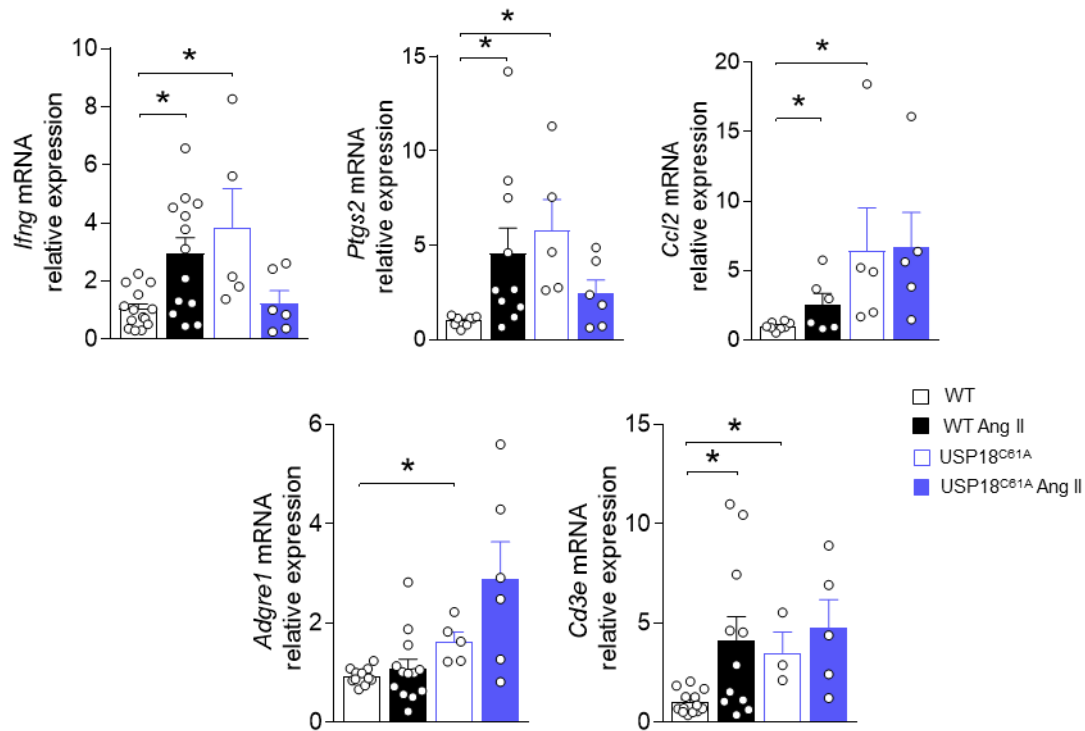 Ifng mRNA
relative expression
10
8
6
4
2
0
*
*
Ptgs2 mRNA
relative expression
15
10
5
0
*
*
Ccl2 mRNA
relative expression
20
15
10
5
0
*
*
Adgre1 mRNA
relative expression
6
4
2
0
*
Cd3e mRNA
relative expression
15
10
5
0
*
*
WT
WT Ang II
USP18C61A
USP18C61A Ang II